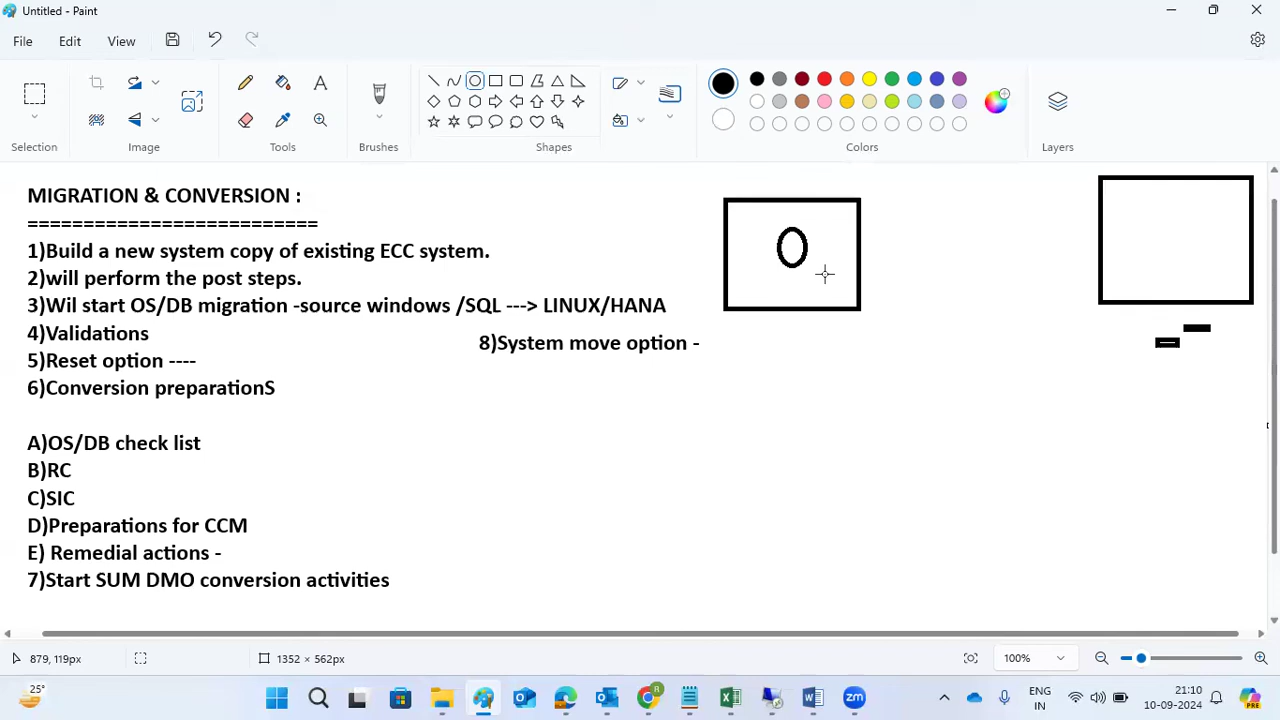 Untitled - Paint
File Edit View
Selection Image Tools Brushes Shapes Colors Layers
MIGRATION & CONVERSION :
==========================
1)Build a new system copy of existing ECC system.
2)will perform the post steps.
3)Wil start OS/DB migration -source windows /SQL ---> LINUX/HANA
4)Validations
8)System move option -
5)Reset option ----
6)Conversion preparationS
A)OS/DB check list
B)RC
C)SIC
D)Preparations for CCM
E) Remedial actions -
7)Start SUM DMO conversion activities
879, 119px 1352 × 562px 100%
25° ENG 21:10
IN 10-09-2024